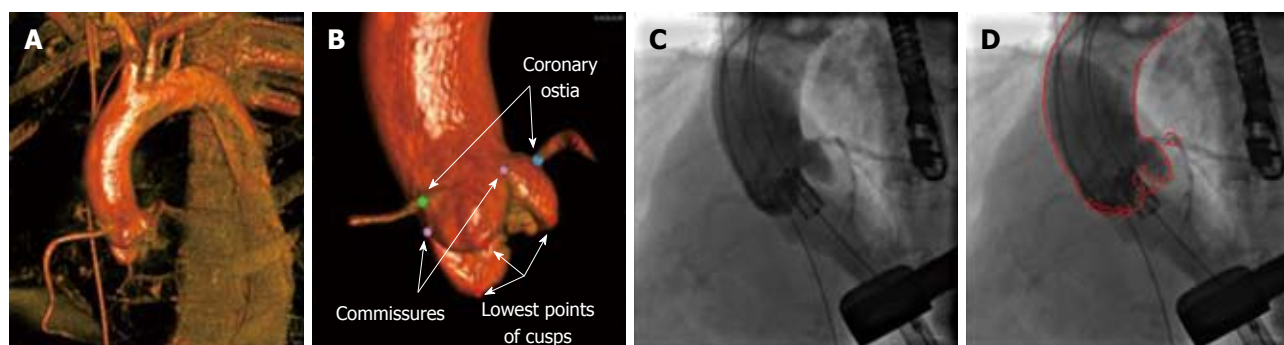 A
B
Coronary
ostia
Commissures
Lowest points
of cusps
C
D